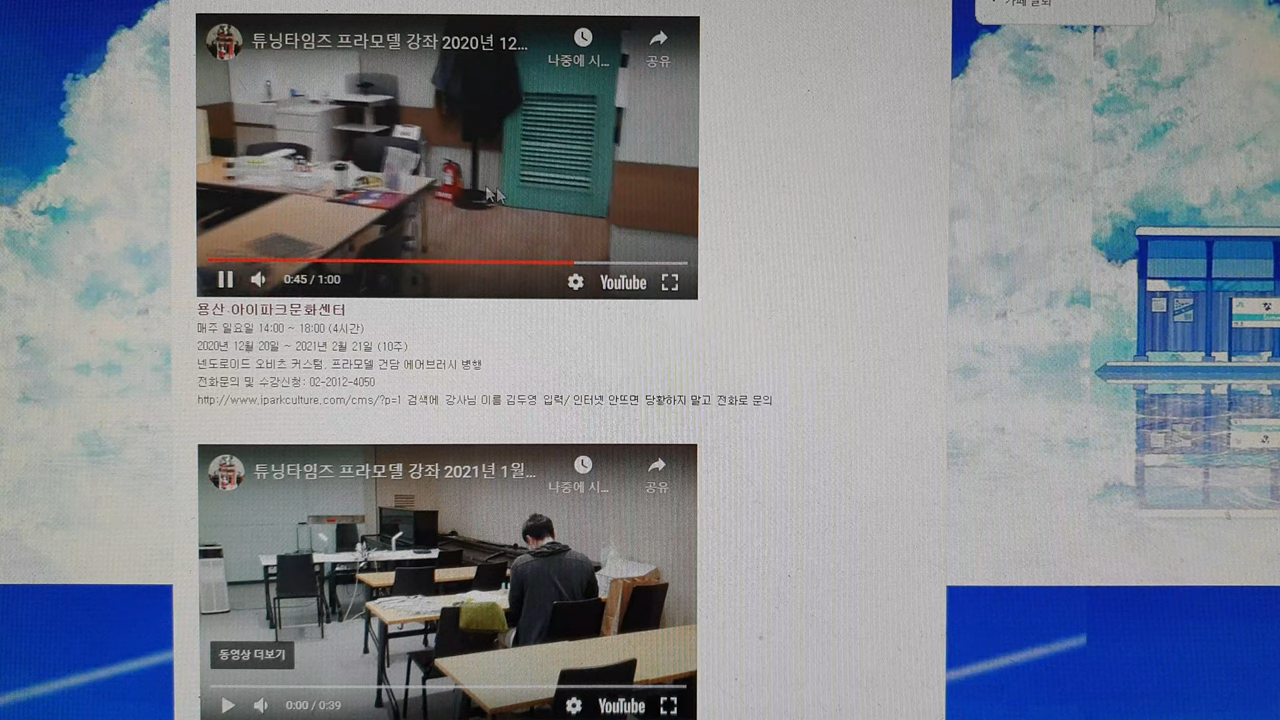 튜닝타임즈 프라모델 강좌 2020년 12...
나중에 시...
공유
0:45 / 1:00
YouTube
용산 아이파크문화센터
매주 일요일 14:00 ~ 18:00 (4시간)
2020년 12월 20일 ~ 2021년 2월 21일 (10주)
넨도로이드 오비츠 커스텀, 프라모델 건담 에어브러시 병행
전화문의 및 수강신청: 02-2012-4050
http://www.iparkculture.com/cms/?p=1 검색에 강사님 이름 김두영 입력/ 인터넷 안뜨면 당황하지 말고 전화로 문의
튜닝타임즈 프라모델 강좌 2021년 1월...
나중에 시...
공유
동영상 더보기
0:00 / 0:39
YouTube